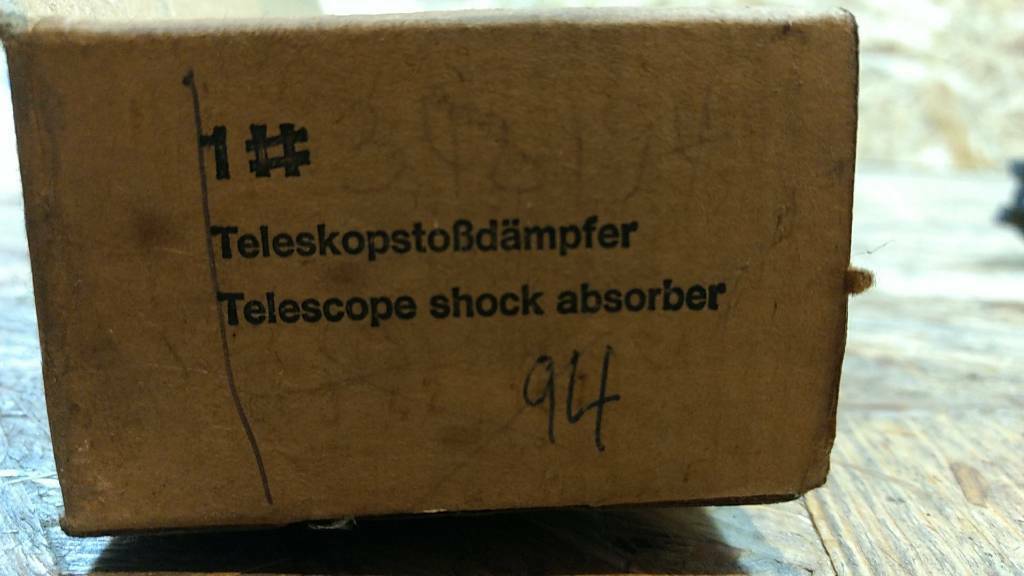 1#
Teleskopstoßdämpfer
Telescope shock absorber
94